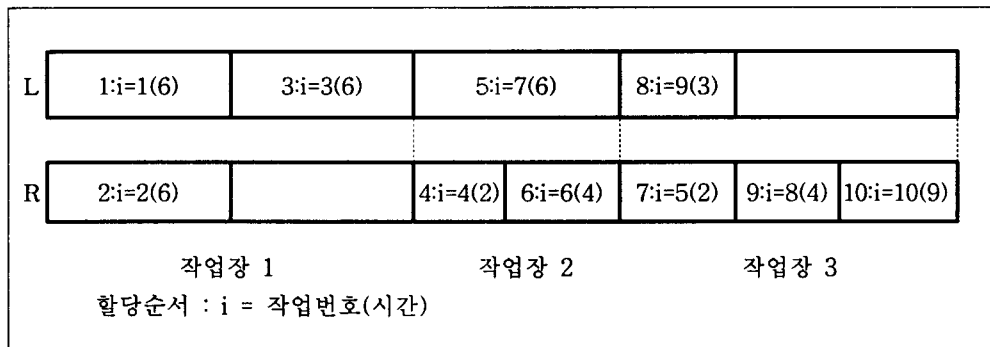 L 1:i=1(6) 3:i=3(6) 5:i=7(6) 8:i=9(3)
R 2:i=2(6) 4:i=4(2) 6:i=6(4) 7:i=5(2) 9:i=8(4) 10:i=10(9)
작업장 1 작업장 2 작업장 3
할당순서 : i = 작업번호(시간)